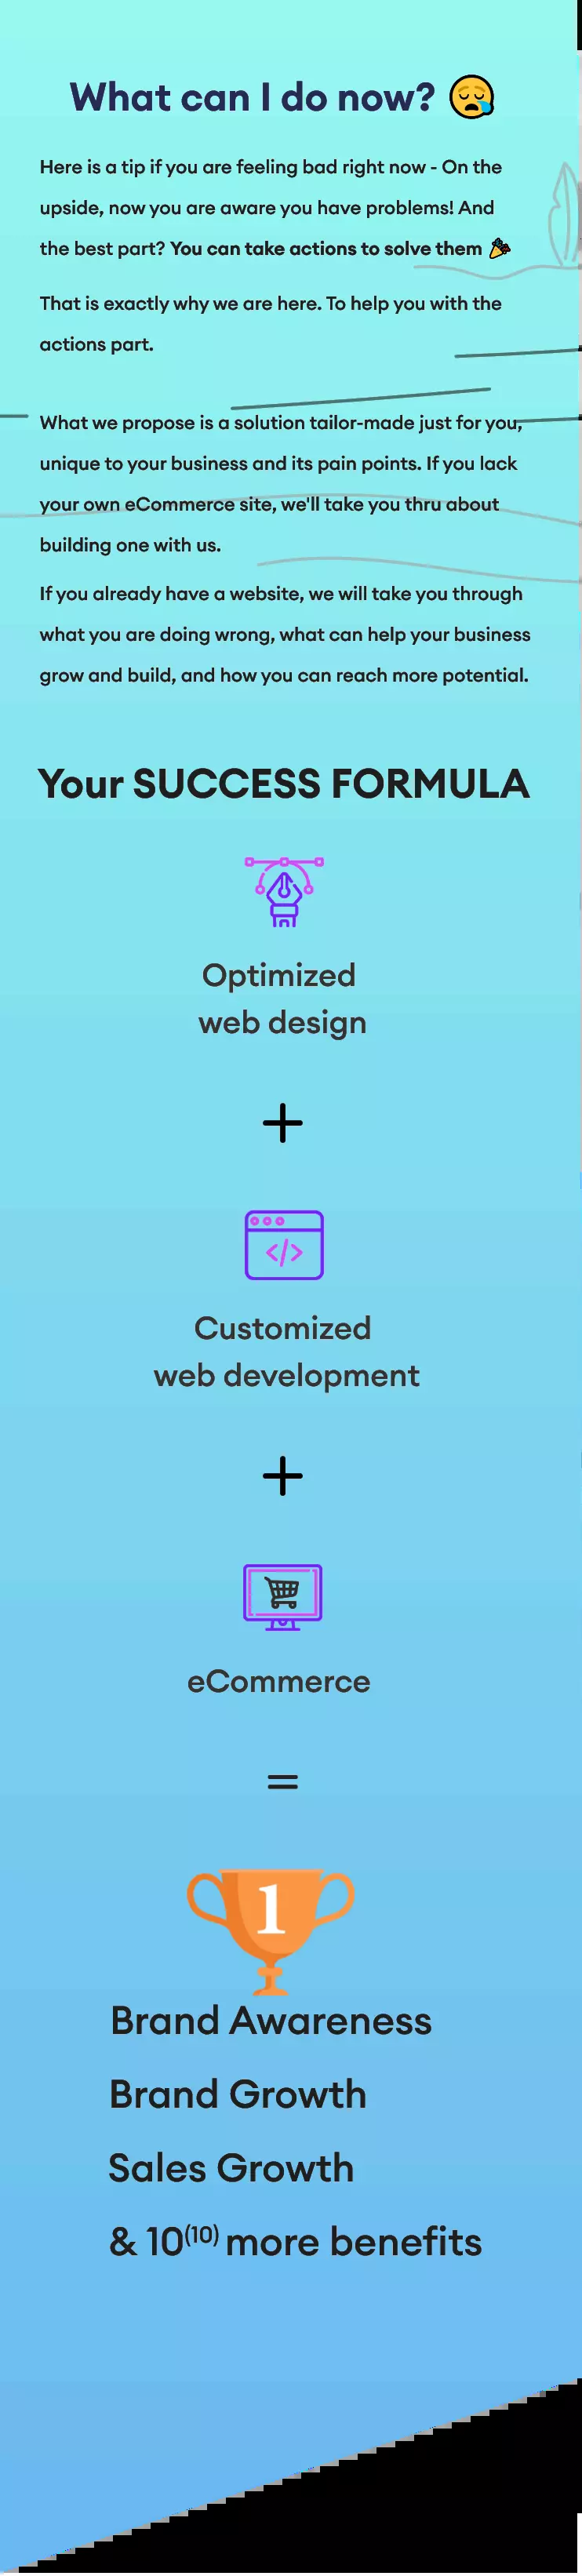 What can I do now? 😪
Here is a tip if you are feeling bad right now - On the
upside, now you are aware you have problems! And
the best part? You can take actions to solve them 🎉
That is exactly why we are here. To help you with the
actions part.
What we propose is a solution tailor-made just for you,
unique to your business and its pain points. If you lack
your own eCommerce site, we'll take you thru about
building one with us.
If you already have a website, we will take you through
what you are doing wrong, what can help your business
grow and build, and how you can reach more potential.
Your SUCCESS FORMULA
Optimized
web design
+
</>
Customized
web development
+
eCommerce
=
1
Brand Awareness
Brand Growth
Sales Growth
& 10(10) more benefits